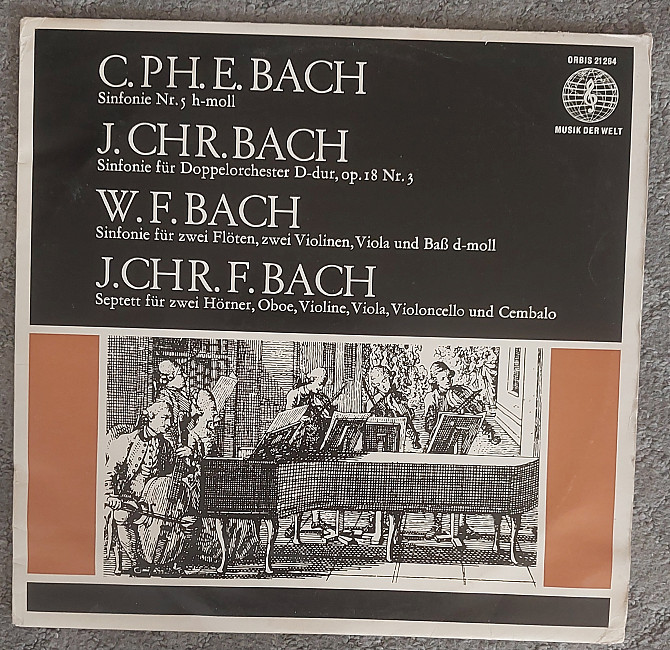 C. PH. E. BACH
Sinfonie Nr. 5 h-moll
J. CHR. BACH
Sinfonie für Doppelorchester D-dur, op. 18 Nr. 3
W. F. BACH
Sinfonie für zwei Flöten, zwei Violinen, Viola und Baß d-moll
J. CHR. F. BACH
Septett für zwei Hörner, Oboe, Violine, Viola, Violoncello und Cembalo
ORBIS 21264
MUSIK DER WELT